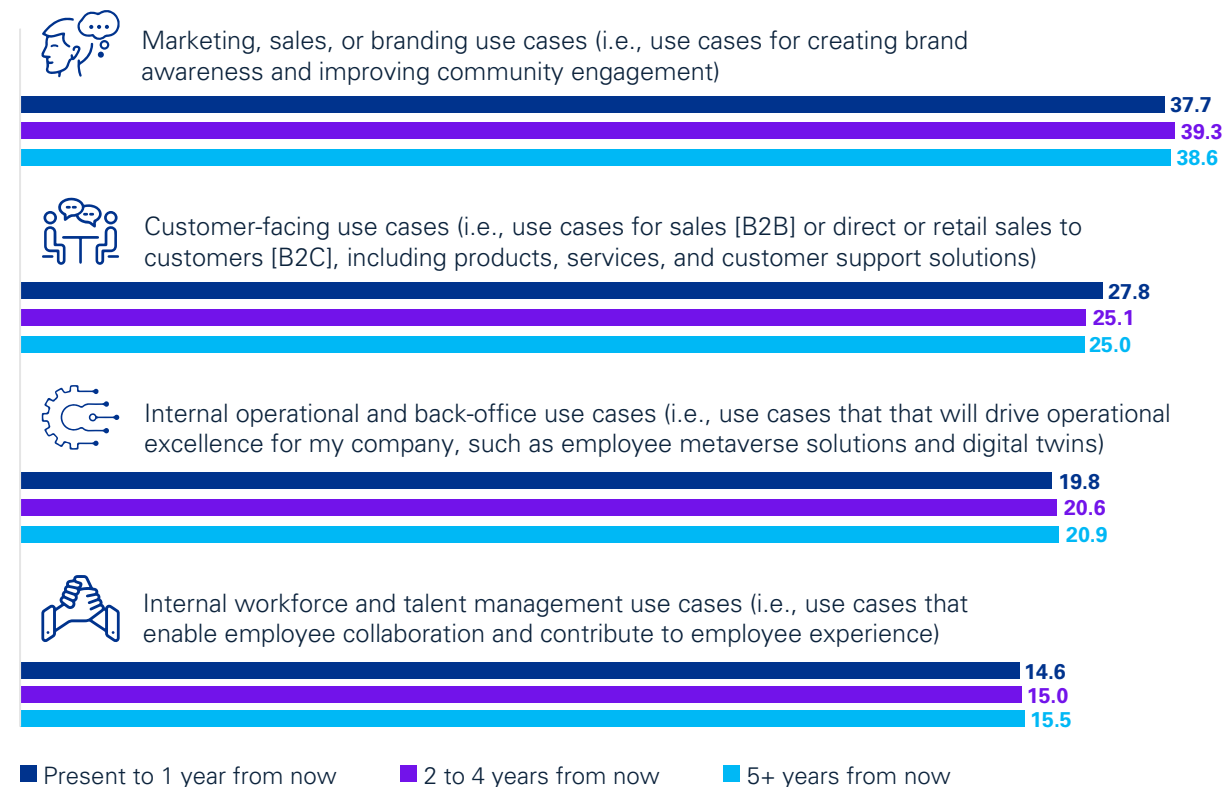 Marketing, sales, or branding use cases (i.e., use cases for creating brand
awareness and improving community engagement)
37.7
39.3
38.6
Customer-facing use cases (i.e., use cases for sales [B2B] or direct or retail sales to
customers [B2C], including products, services, and customer support solutions)
27.8
25.1
25.0
Internal operational and back-office use cases (i.e., use cases that that will drive operational
excellence for my company, such as employee metaverse solutions and digital twins)
19.8
20.6
20.9
Internal workforce and talent management use cases (i.e., use cases that
enable employee collaboration and contribute to employee experience)
14.6
15.0
15.5
Present to 1 year from now 2 to 4 years from now 5+ years from now